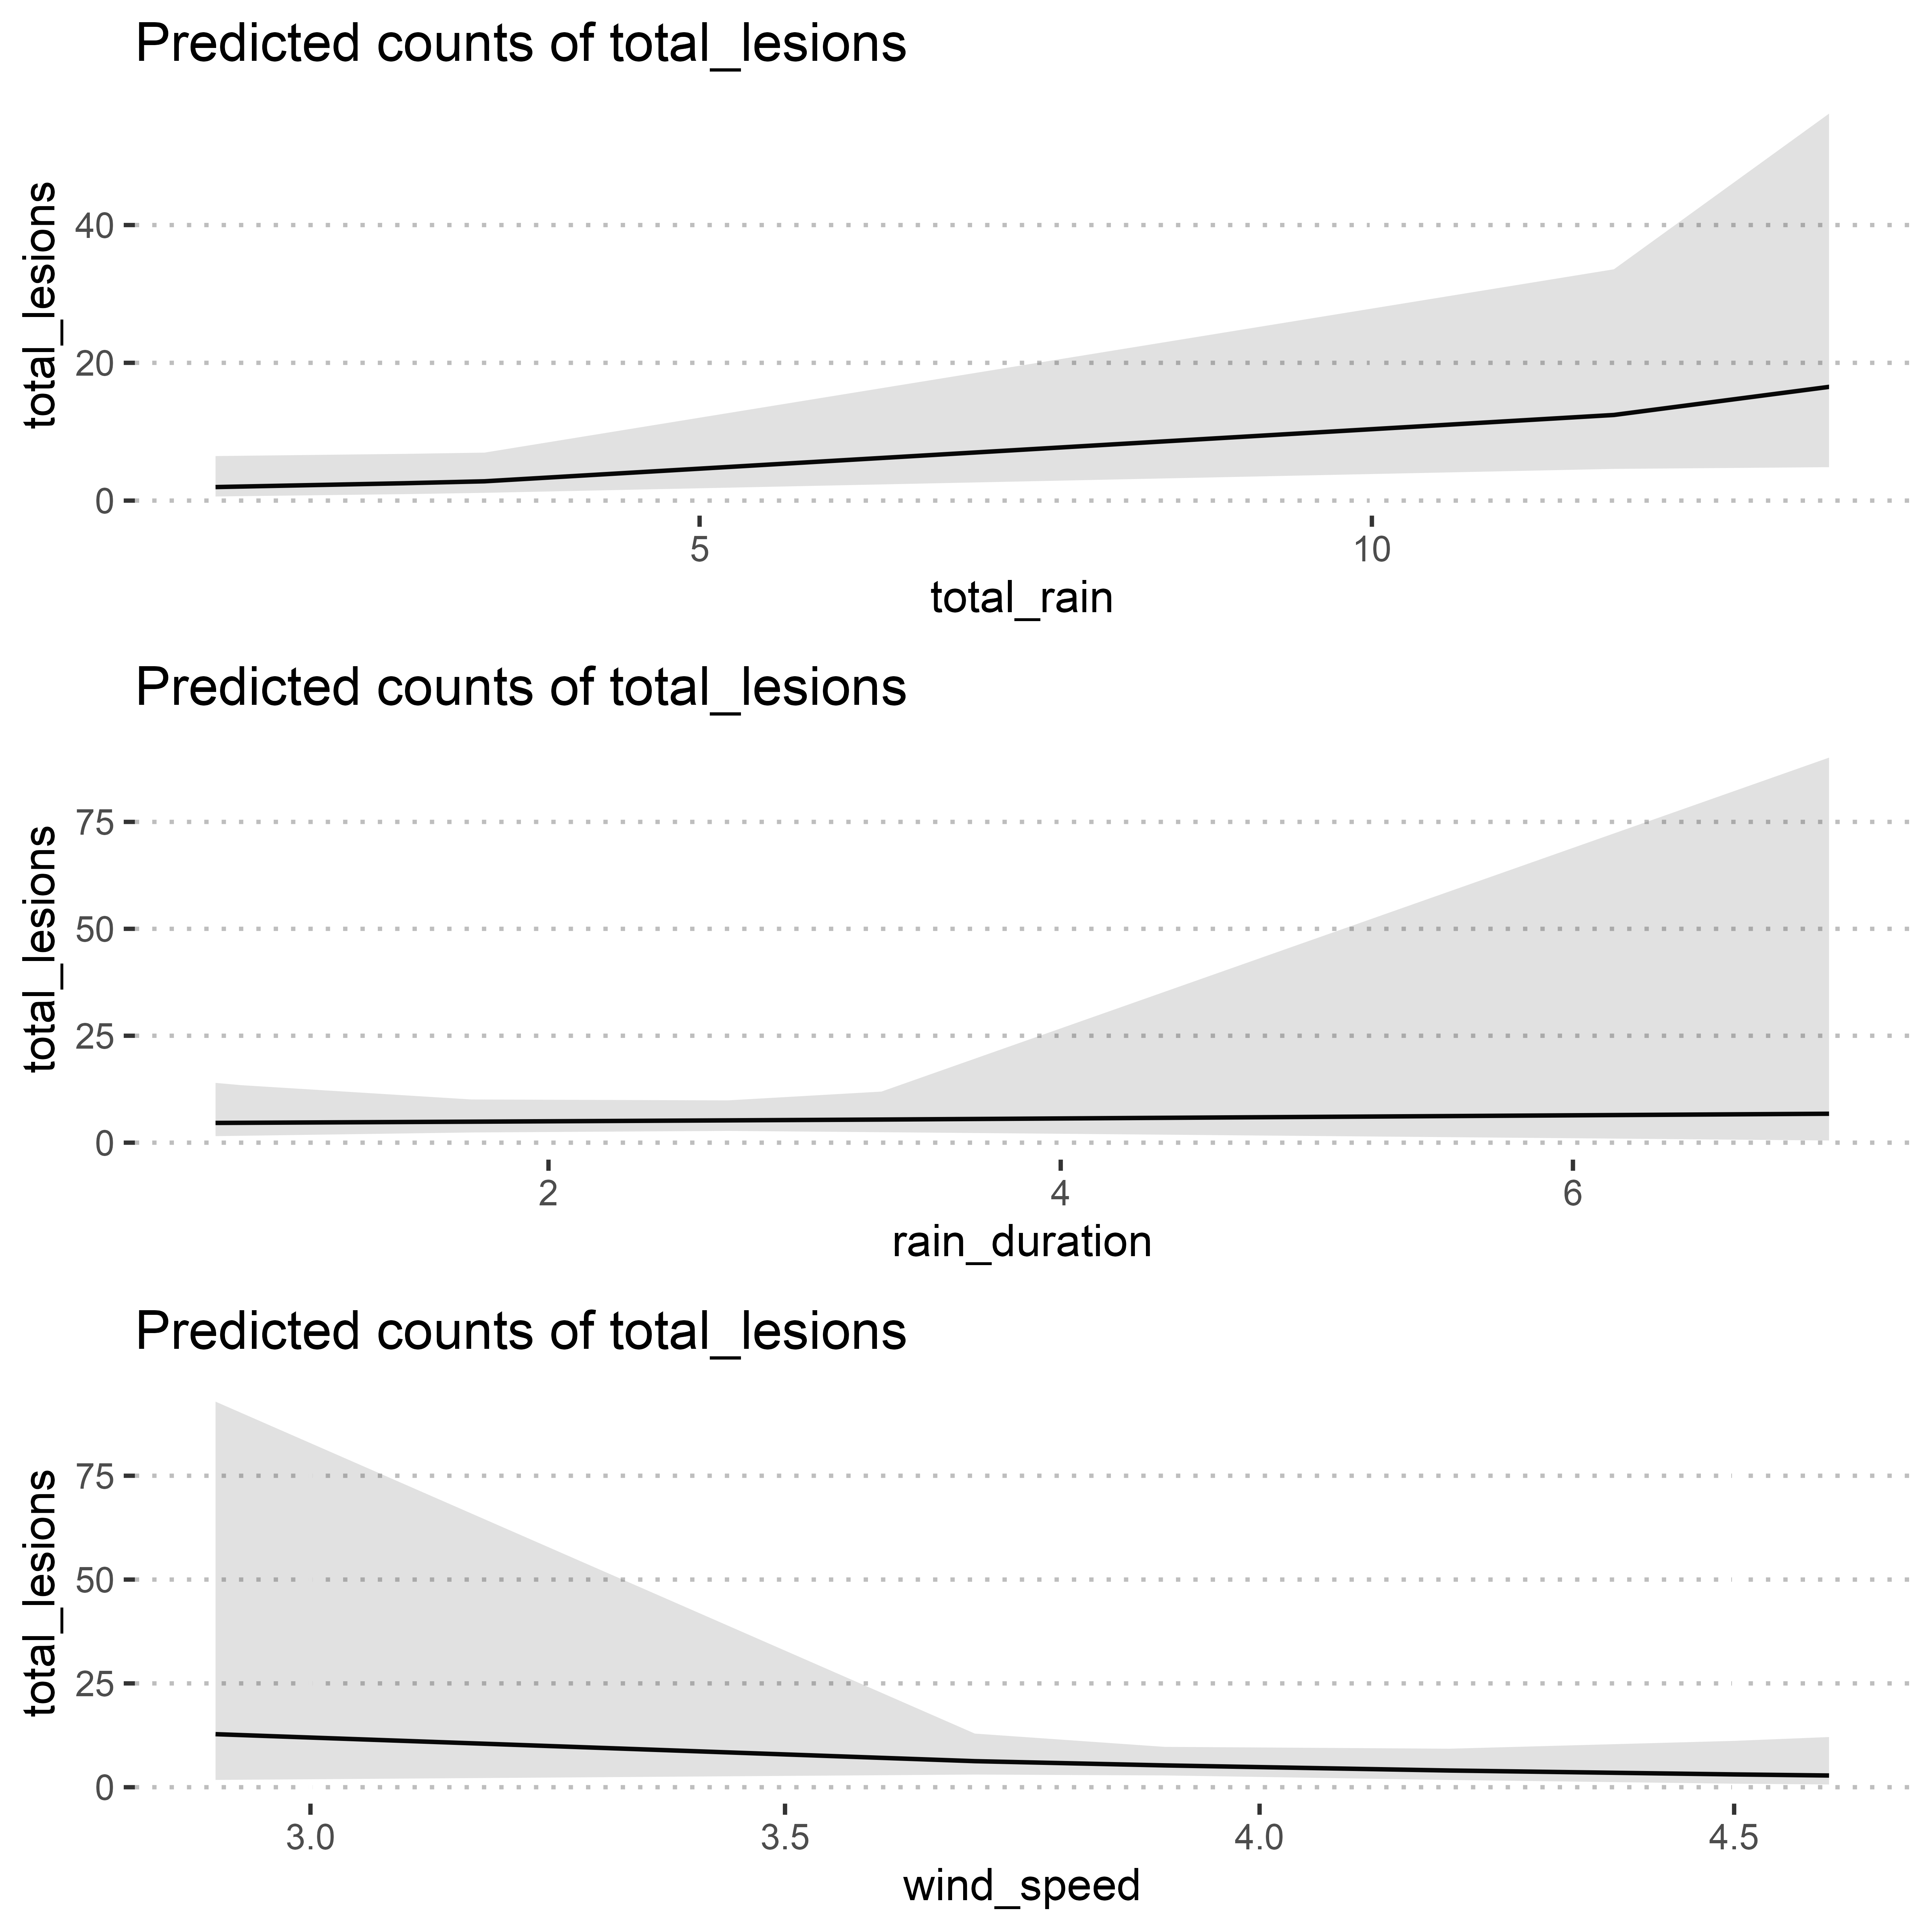 Predicted counts of total_lesions
total_lesions
40
20
0
5
10
total_rain
Predicted counts of total_lesions
total_lesions
75
50
25
0
2
4
6
rain_duration
Predicted counts of total_lesions
total_lesions
75
50
25
0
3.0
3.5
4.0
4.5
wind_speed